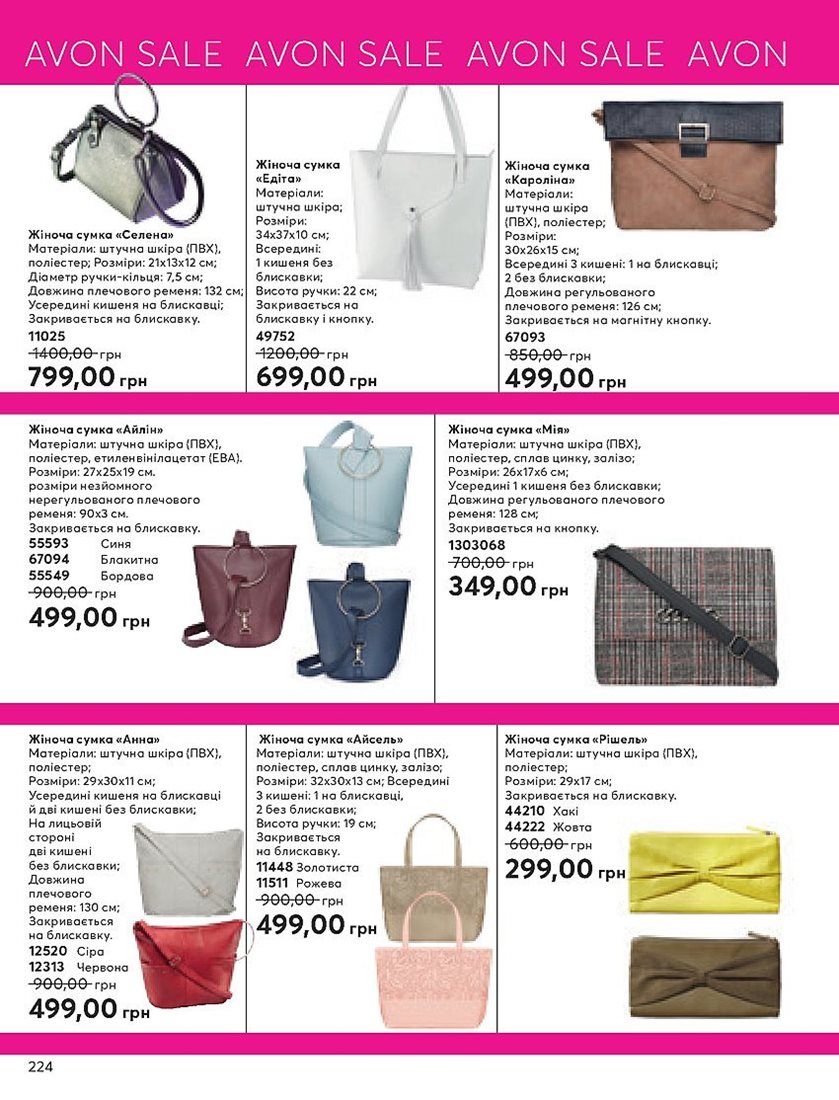 AVON SALE AVON SALE AVON SALE AVON
Жіноча сумка «Селена»
Матеріали: штучна шкіра (ПВХ),
поліестер; Розміри: 21х13х12 см;
Діаметр ручки-кільця: 7,5 см;
Довжина плечового ременя: 132 см;
Усередині кишеня на блискавці;
Закривається на блискавку.
11025
1400,00 грн
799,00 грн
Жіноча сумка
«Едіта»
Матеріали:
штучна шкіра;
Розміри:
34х37х10 см;
Всередині:
1 кишеня без
блискавки;
Висота ручки: 22 см;
Закривається на
блискавку і кнопку.
49752
1200,00 грн
699,00 грн
Жіноча сумка
«Кароліна»
Матеріали:
штучна шкіра
(ПВХ), поліестер;
Розміри:
30х26х15 см;
Всередині 3 кишені: 1 на блискавці;
2 без блискавки;
Довжина регульованого
плечового ременя: 126 см;
Закривається на магнітну кнопку.
67093
850,00 грн
499,00 грн
Жіноча сумка «Айлін»
Матеріали: штучна шкіра (ПВХ),
поліестер, етиленвінілацетат (ЕВА).
Розміри: 27х25х19 см.
розміри незйомного
нерегульованого плечового
ременя: 90х3 см.
Закривається на блискавку.
55593 Синя
67094 Блакитна
55549 Бордова
900,00 грн
499,00 грн
Жіноча сумка «Мія»
Матеріали: штучна шкіра (ПВХ),
поліестер, сплав цинку, залізо;
Розміри: 26х17х6 см;
Усередині 1 кишеня без блискавки;
Довжина регульованого плечового
ременя: 128 см;
Закривається на кнопку.
1303068
700,00 грн
349,00 грн
Жіноча сумка «Анна»
Матеріали: штучна шкіра (ПВХ),
поліестер;
Розміри: 29х30х11 см;
Усередині кишеня на блискавці
й дві кишені без блискавки;
На лицьовій
стороні
дві кишені
без блискавки;
Довжина
плечового
ременя: 130 см;
Закривається
на блискавку.
12520 Сіра
12313 Червона
900,00 грн
499,00 грн
Жіноча сумка «Айсель»
Матеріали: штучна шкіра (ПВХ),
поліестер, сплав цинку, залізо;
Розміри: 32х30х13 см; Всередині
3 кишені: 1 на блискавці,
2 без блискавки;
Висота ручки: 19 см;
Закривається
на блискавку.
11448 Золотиста
11511 Рожева
900,00 грн
499,00 грн
Жіноча сумка «Рішель»
Матеріали: штучна шкіра (ПВХ),
поліестер;
Розміри: 29х17 см;
Закривається на блискавку.
44210 Хакі
44222 Жовта
600,00 грн
299,00 грн
224